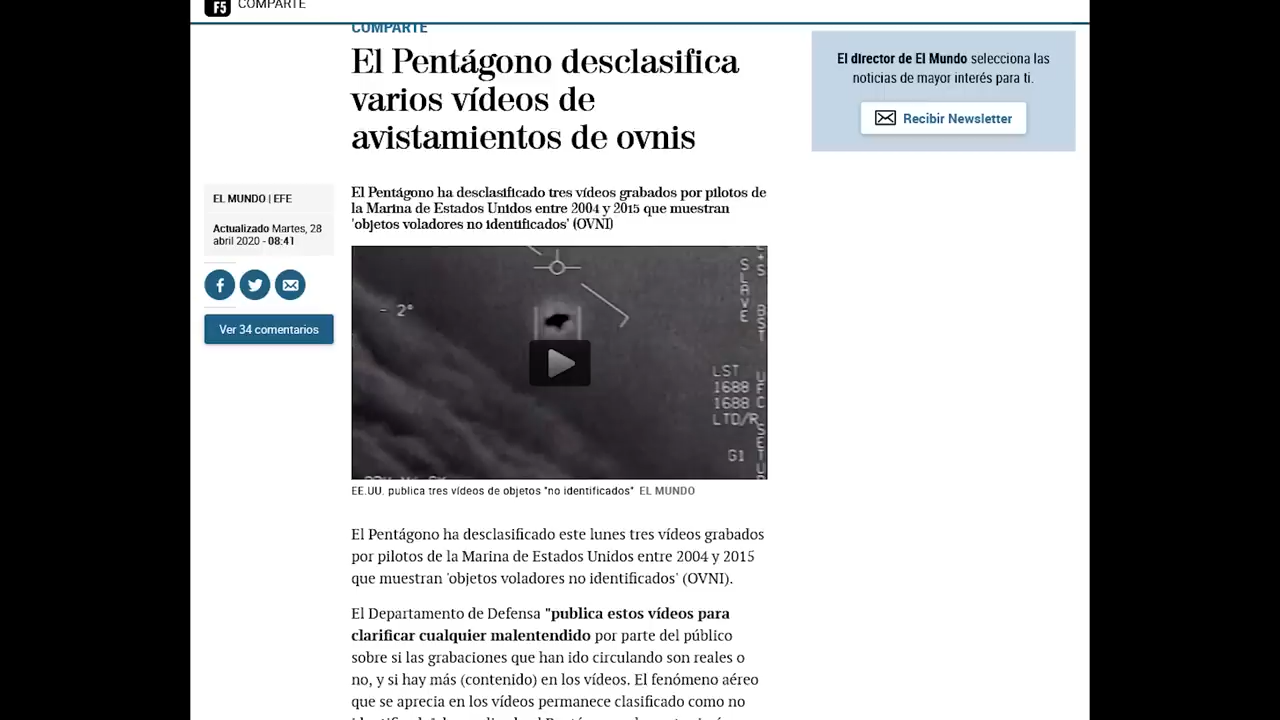 F5 COMPARTE
COMPARTE
El Pentágono desclasifica
varios vídeos de
avistamientos de ovnis
El director de El Mundo selecciona las
noticias de mayor interés para ti.
Recibir Newsletter
EL MUNDO | EFE
Actualizado Martes, 28
abril 2020 - 08:41
Ver 34 comentarios
El Pentágono ha desclasificado tres vídeos grabados por pilotos de
la Marina de Estados Unidos entre 2004 y 2015 que muestran
'objetos voladores no identificados' (OVNI)
- 2°
SLAVE
LST
1688
1688
LTD/R
G1
EE.UU. publica tres vídeos de objetos "no identificados" EL MUNDO
El Pentágono ha desclasificado este lunes tres vídeos grabados
por pilotos de la Marina de Estados Unidos entre 2004 y 2015
que muestran 'objetos voladores no identificados' (OVNI).
El Departamento de Defensa "publica estos vídeos para
clarificar cualquier malentendido por parte del público
sobre si las grabaciones que han ido circulando son reales o
no, y si hay más (contenido) en los vídeos. El fenómeno aéreo
que se aprecia en los vídeos permanece clasificado como no